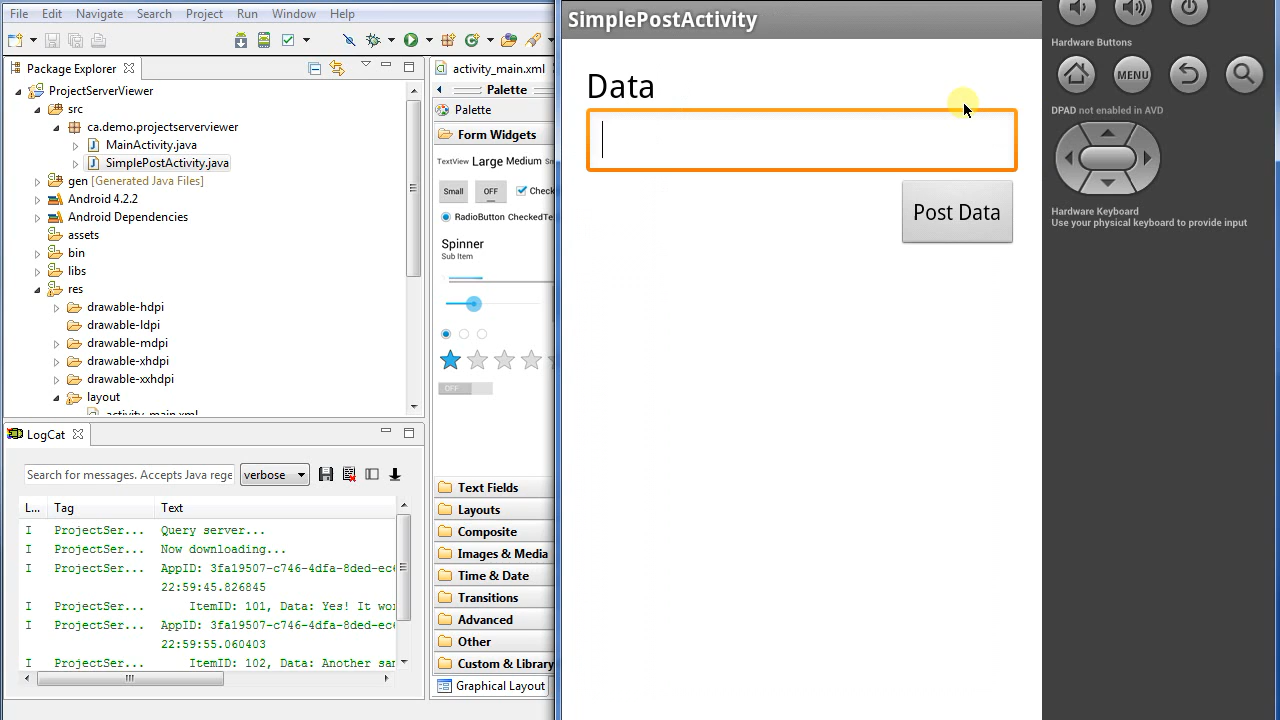 File Edit Navigate Search Project Run Window Help
Package Explorer
ProjectServerViewer
src
ca.demo.projectserverviewer
MainActivity.java
SimplePostActivity.java
gen [Generated Java Files]
Android 4.2.2
Android Dependencies
assets
bin
libs
res
drawable-hdpi
drawable-ldpi
drawable-mdpi
drawable-xhdpi
drawable-xxhdpi
layout
activity_main.xml
LogCat
Search for messages. Accepts Java rege
verbose
L... Tag Text
I ProjectSer... Query server...
I ProjectSer... Now downloading...
I ProjectSer... AppID: 3fa19507-c746-4dfa-8ded-ec
22:59:45.826845
I ProjectSer... ItemID: 101, Data: Yes! It wo
I ProjectSer... AppID: 3fa19507-c746-4dfa-8ded-ec
22:59:55.060403
I ProjectSer... ItemID: 102, Data: Another sa
activity_main.xml
Palette
Palette
Form Widgets
TextView Large Medium Sm
Small OFF Check
RadioButton CheckedTe
Spinner
Sub Item
OFF
Text Fields
Layouts
Composite
Images & Media
Time & Date
Transitions
Advanced
Other
Custom & Library
Graphical Layout
SimplePostActivity
Data
Post Data
Hardware Buttons
MENU
DPAD not enabled in AVD
Hardware Keyboard
Use your physical keyboard to provide input